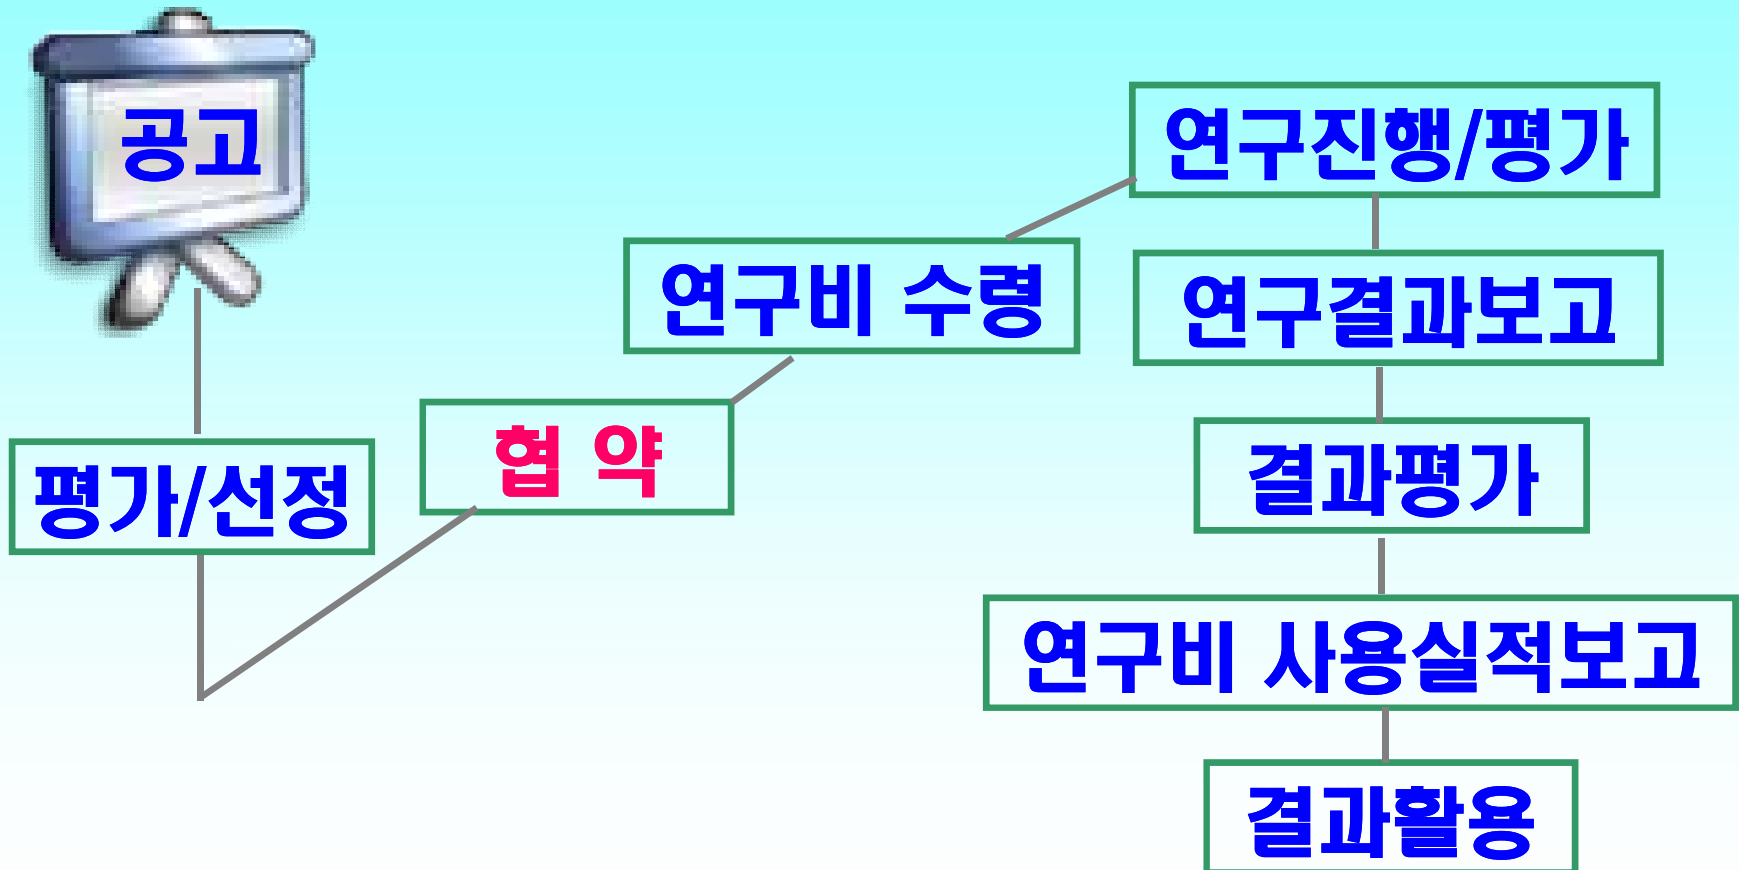 공고
평가/선정
협 약
연구비 수령
연구진행/평가
연구결과보고
결과평가
연구비 사용실적보고
결과활용